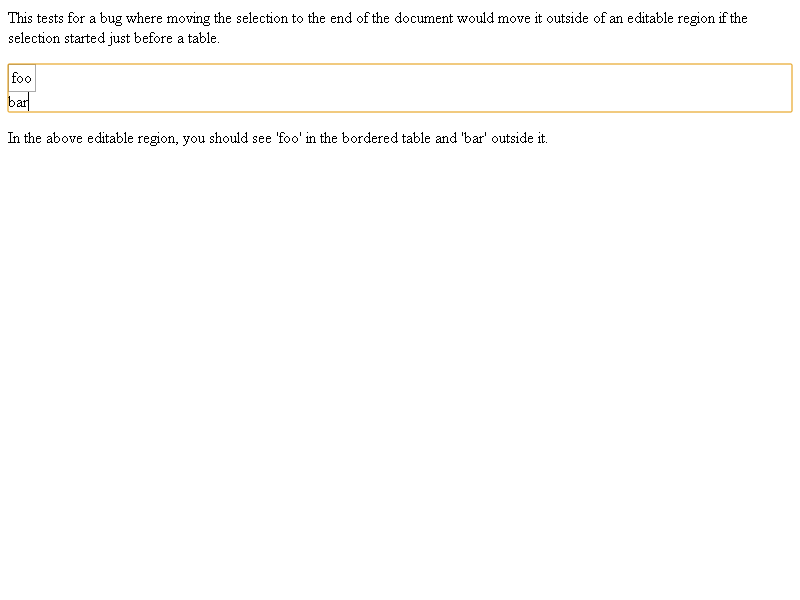 This tests for a bug where moving the selection to the end of the document would move it outside of an editable region if the
selection started just before a table.
foo
bar
In the above editable region, you should see 'foo' in the bordered table and 'bar' outside it.